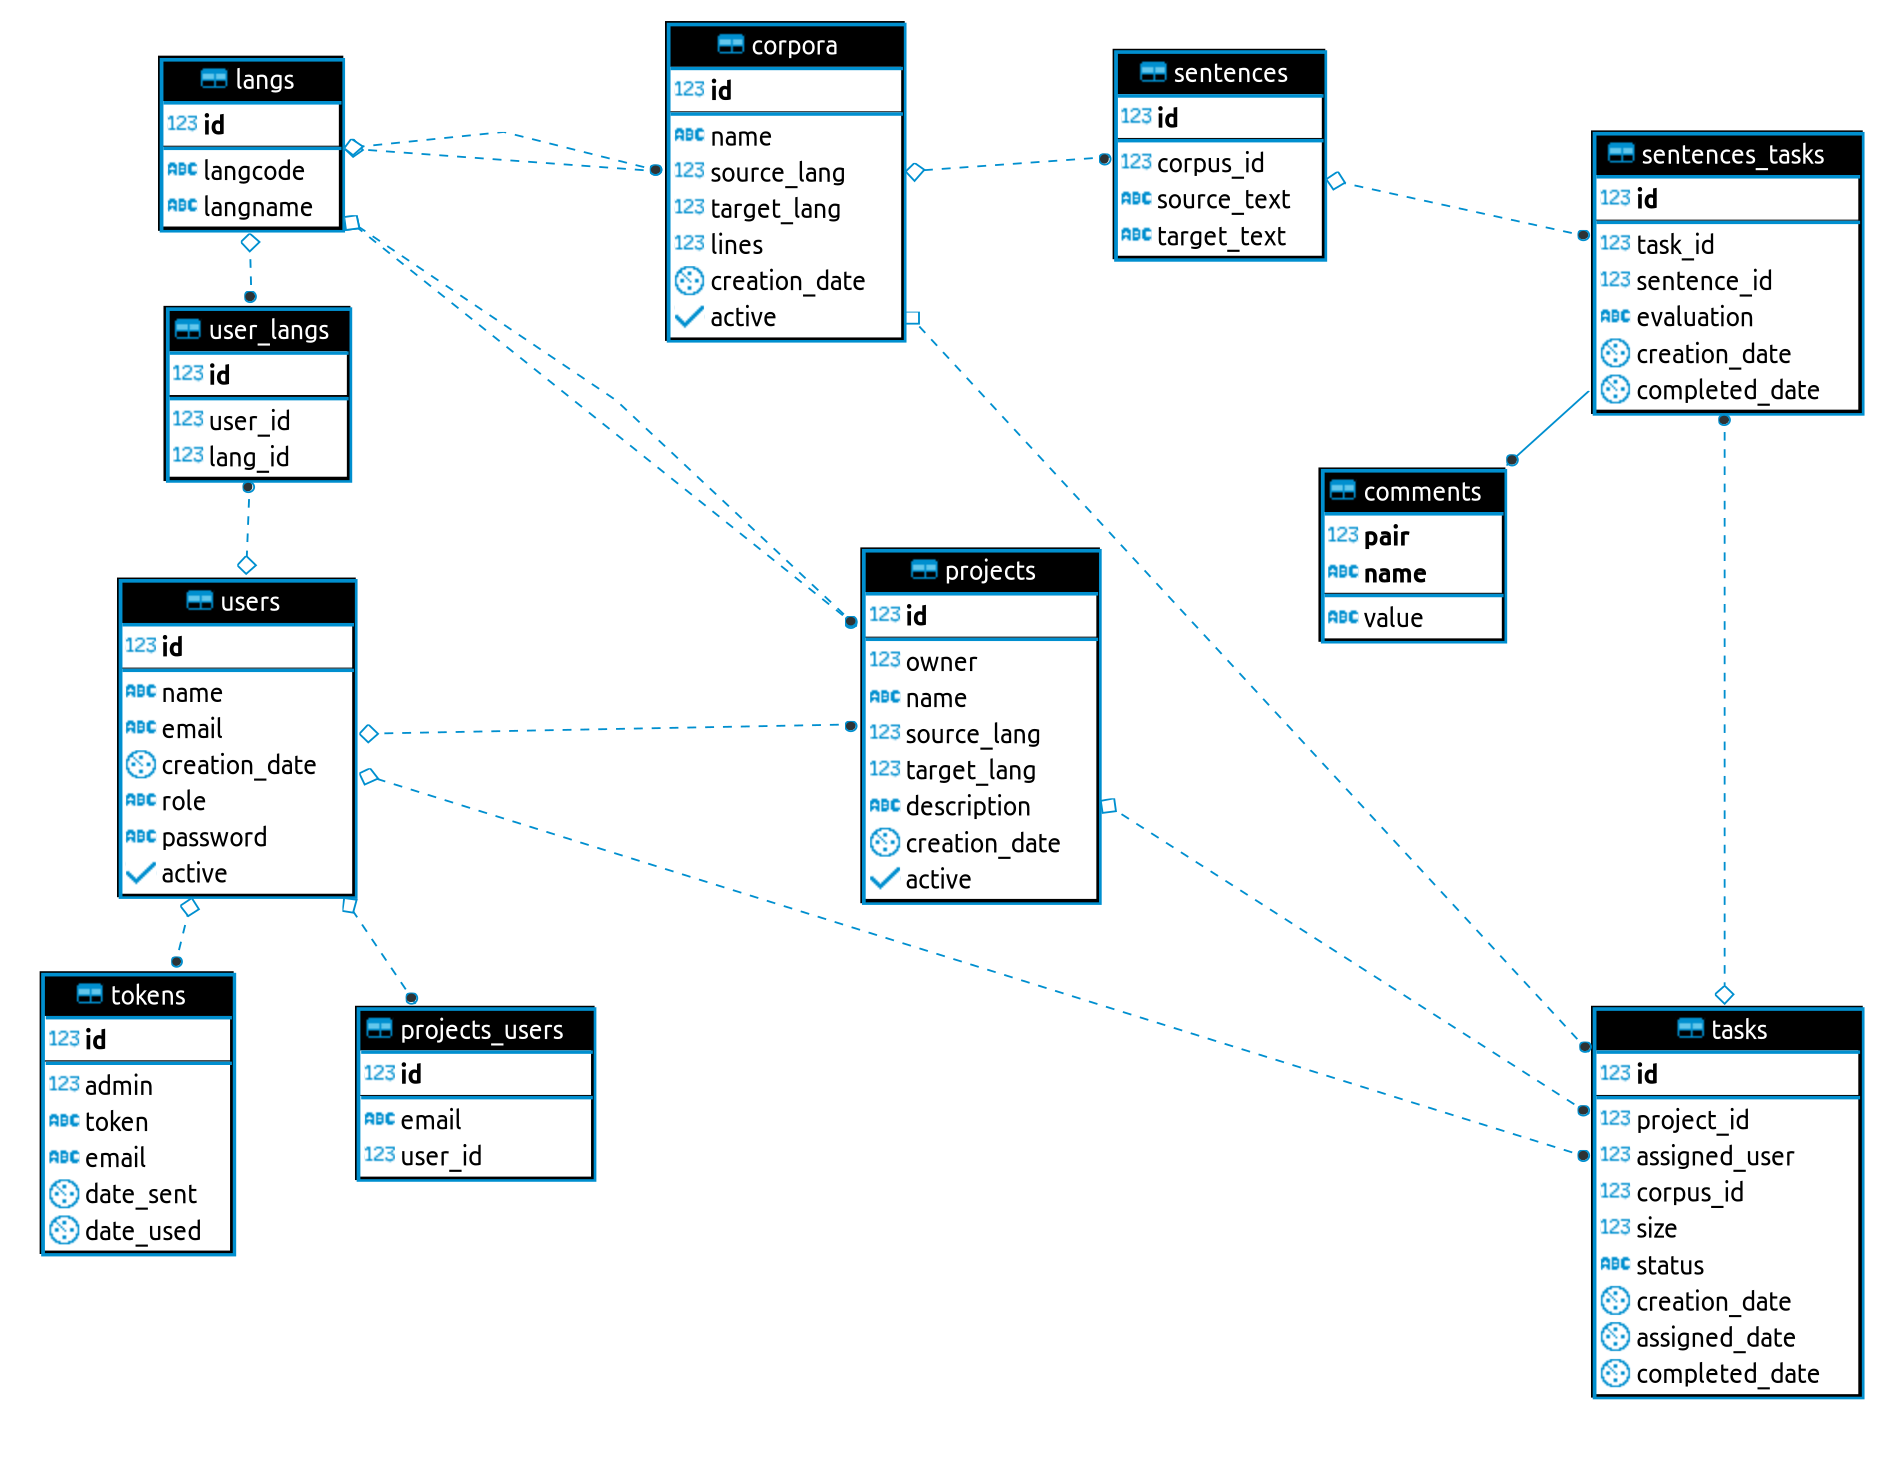 langs
123 id
ABC langcode
ABC langname
corpora
123 id
ABC name
123 source_lang
123 target_lang
123 lines
creation_date
active
sentences
123 id
123 corpus_id
ABC source_text
ABC target_text
sentences_tasks
123 id
123 task_id
123 sentence_id
ABC evaluation
creation_date
completed_date
user_langs
123 id
123 user_id
123 lang_id
comments
123 pair
ABC name
ABC value
users
123 id
ABC name
ABC email
creation_date
ABC role
ABC password
active
projects
123 id
123 owner
ABC name
123 source_lang
123 target_lang
ABC description
creation_date
active
tokens
123 id
123 admin
ABC token
ABC email
date_sent
date_used
projects_users
123 id
ABC email
123 user_id
tasks
123 id
123 project_id
123 assigned_user
123 corpus_id
123 size
ABC status
creation_date
assigned_date
completed_date